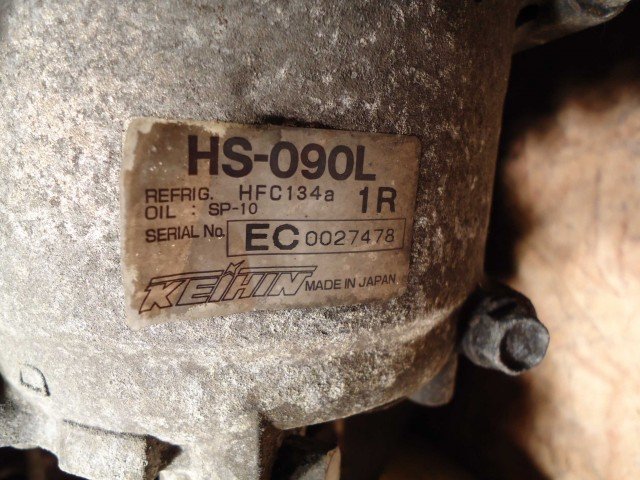 HS-090L
REFRIG. HFC134a 1R
OIL : SP-10
SERIAL No. EC 0027478
KEIHIN MADE IN JAPAN
D